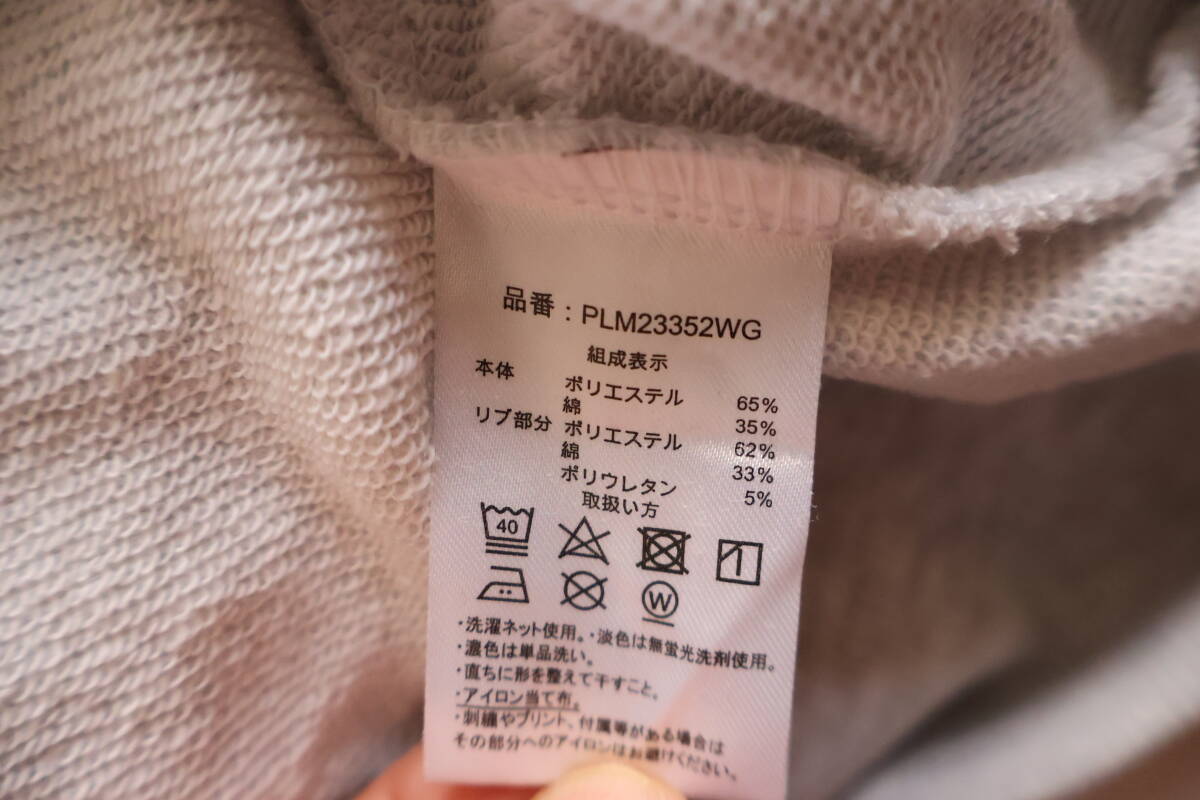 品番：PLM23352WG
組成表示
本体 ポリエステル 65%
綿 35%
リブ部分 ポリエステル 62%
綿 33%
ポリウレタン 5%
取扱い方
40
W
・洗濯ネット使用。・淡色は無蛍光洗剤使用。
・濃色は単品洗い。
・直ちに形を整えて干すこと。
・アイロン当て布。
・刺繍やプリント、付属等がある場合は
その部分へのアイロンはお避けください。